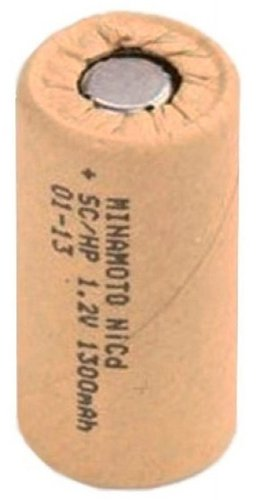 MINAMOTO NiCd
+ SC/HP 1.2V 1300mAh
01-13